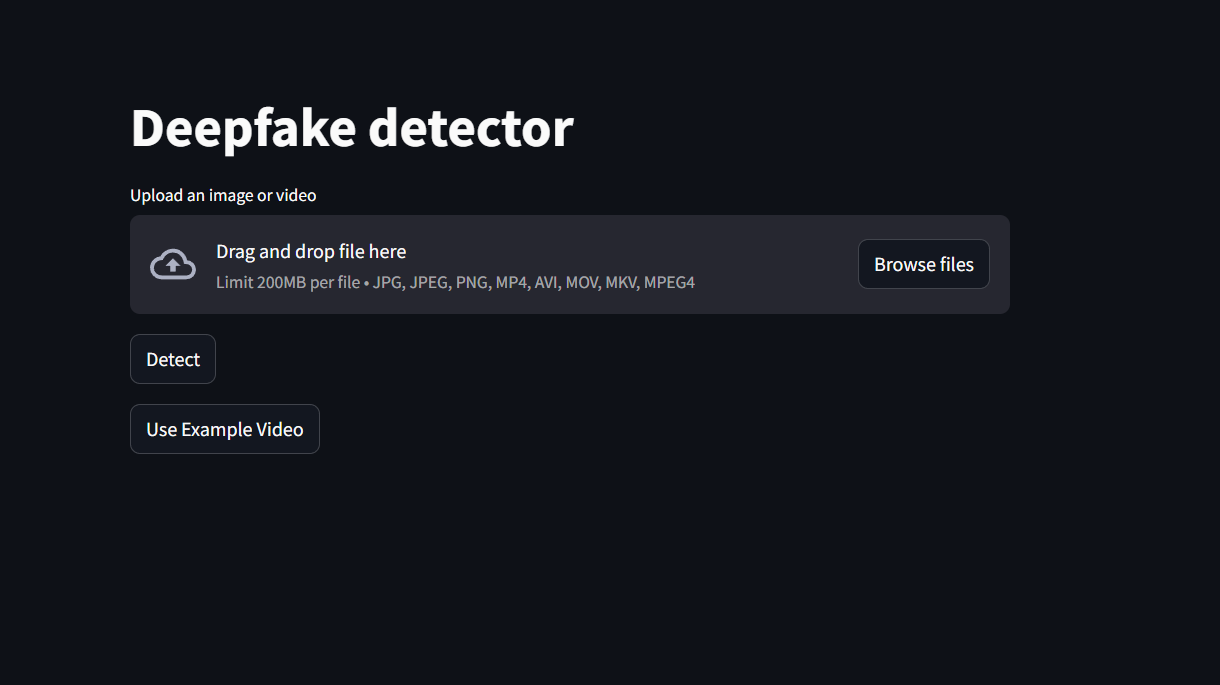 Deepfake detector
Upload an image or video
Drag and drop file here
Limit 200MB per file • JPG, JPEG, PNG, MP4, AVI, MOV, MKV, MPEG4
Browse files
Detect
Use Example Video